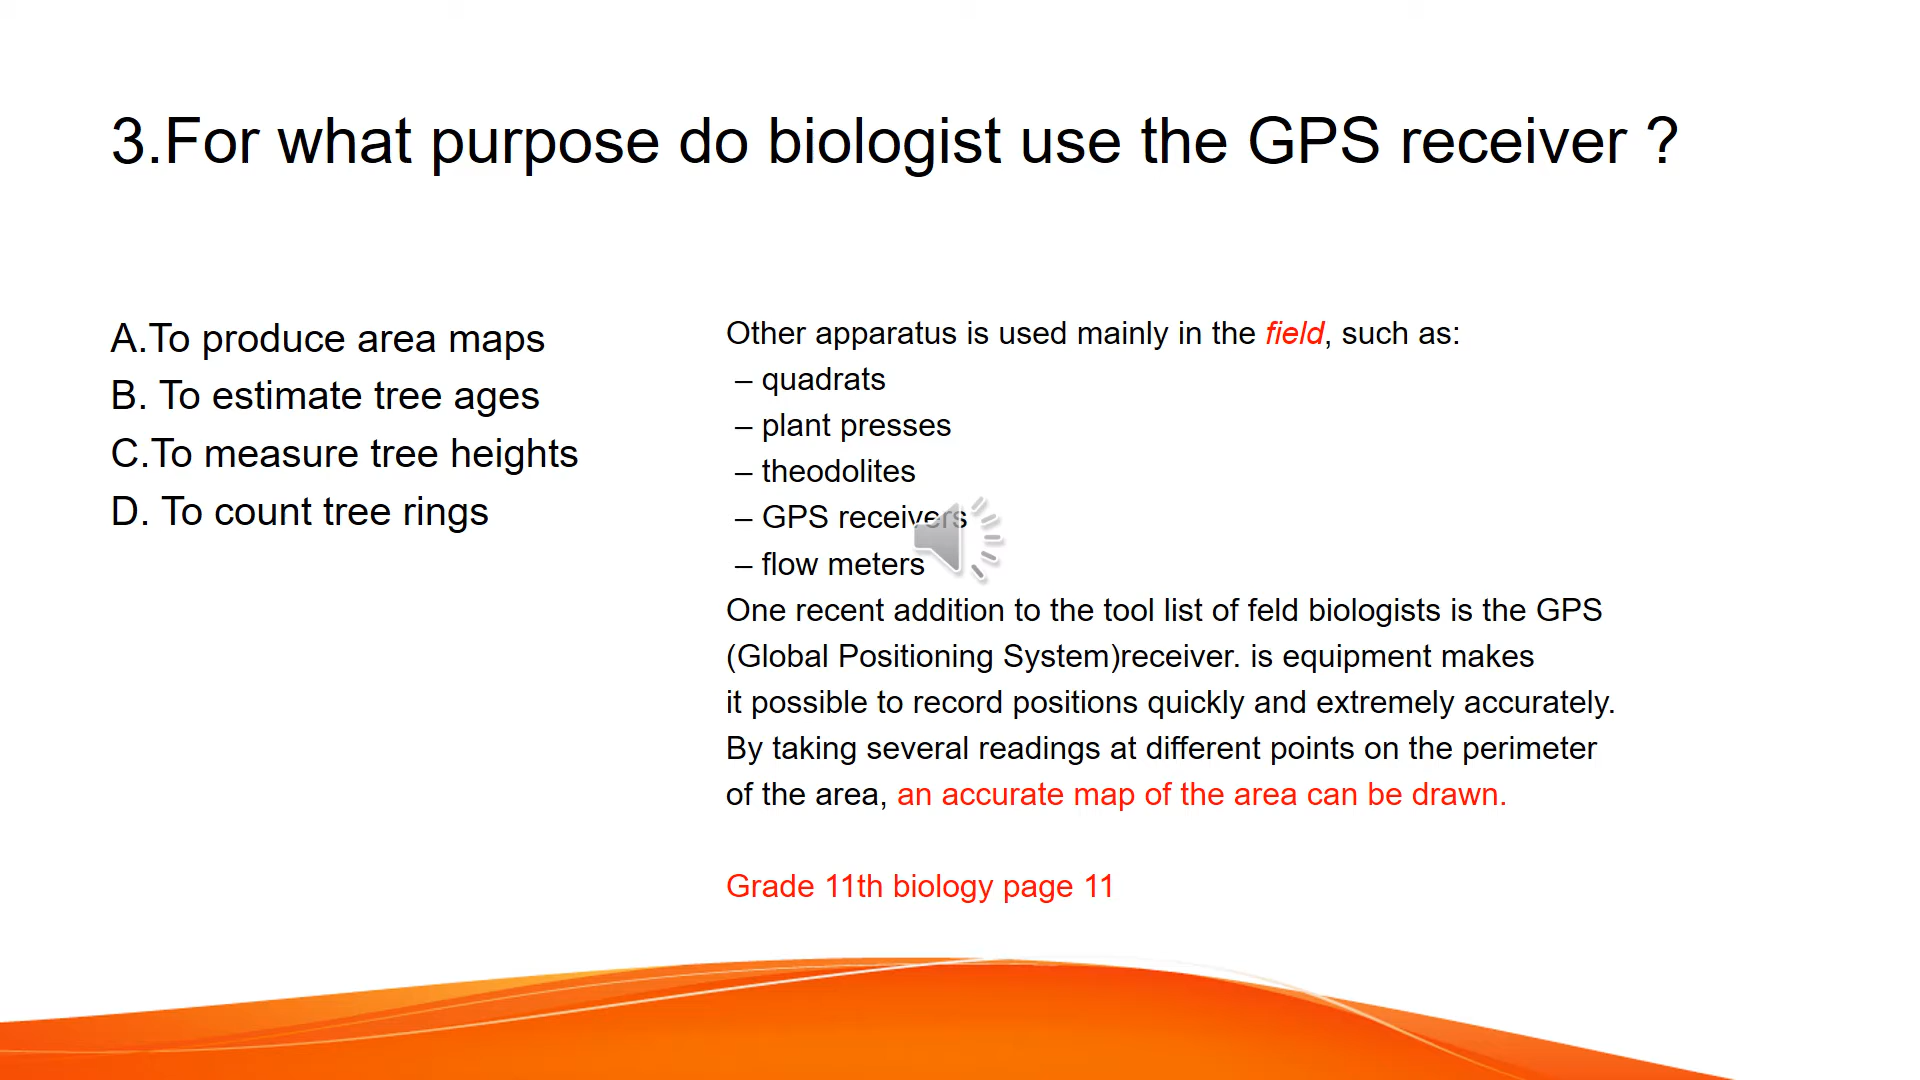 3.For what purpose do biologist use the GPS receiver ?
A.To produce area maps
B. To estimate tree ages
C.To measure tree heights
D. To count tree rings
Other apparatus is used mainly in the field, such as:
– quadrats
– plant presses
– theodolites
– GPS receivers
– flow meters
One recent addition to the tool list of feld biologists is the GPS
(Global Positioning System)receiver. is equipment makes
it possible to record positions quickly and extremely accurately.
By taking several readings at different points on the perimeter
of the area, an accurate map of the area can be drawn.
Grade 11th biology page 11